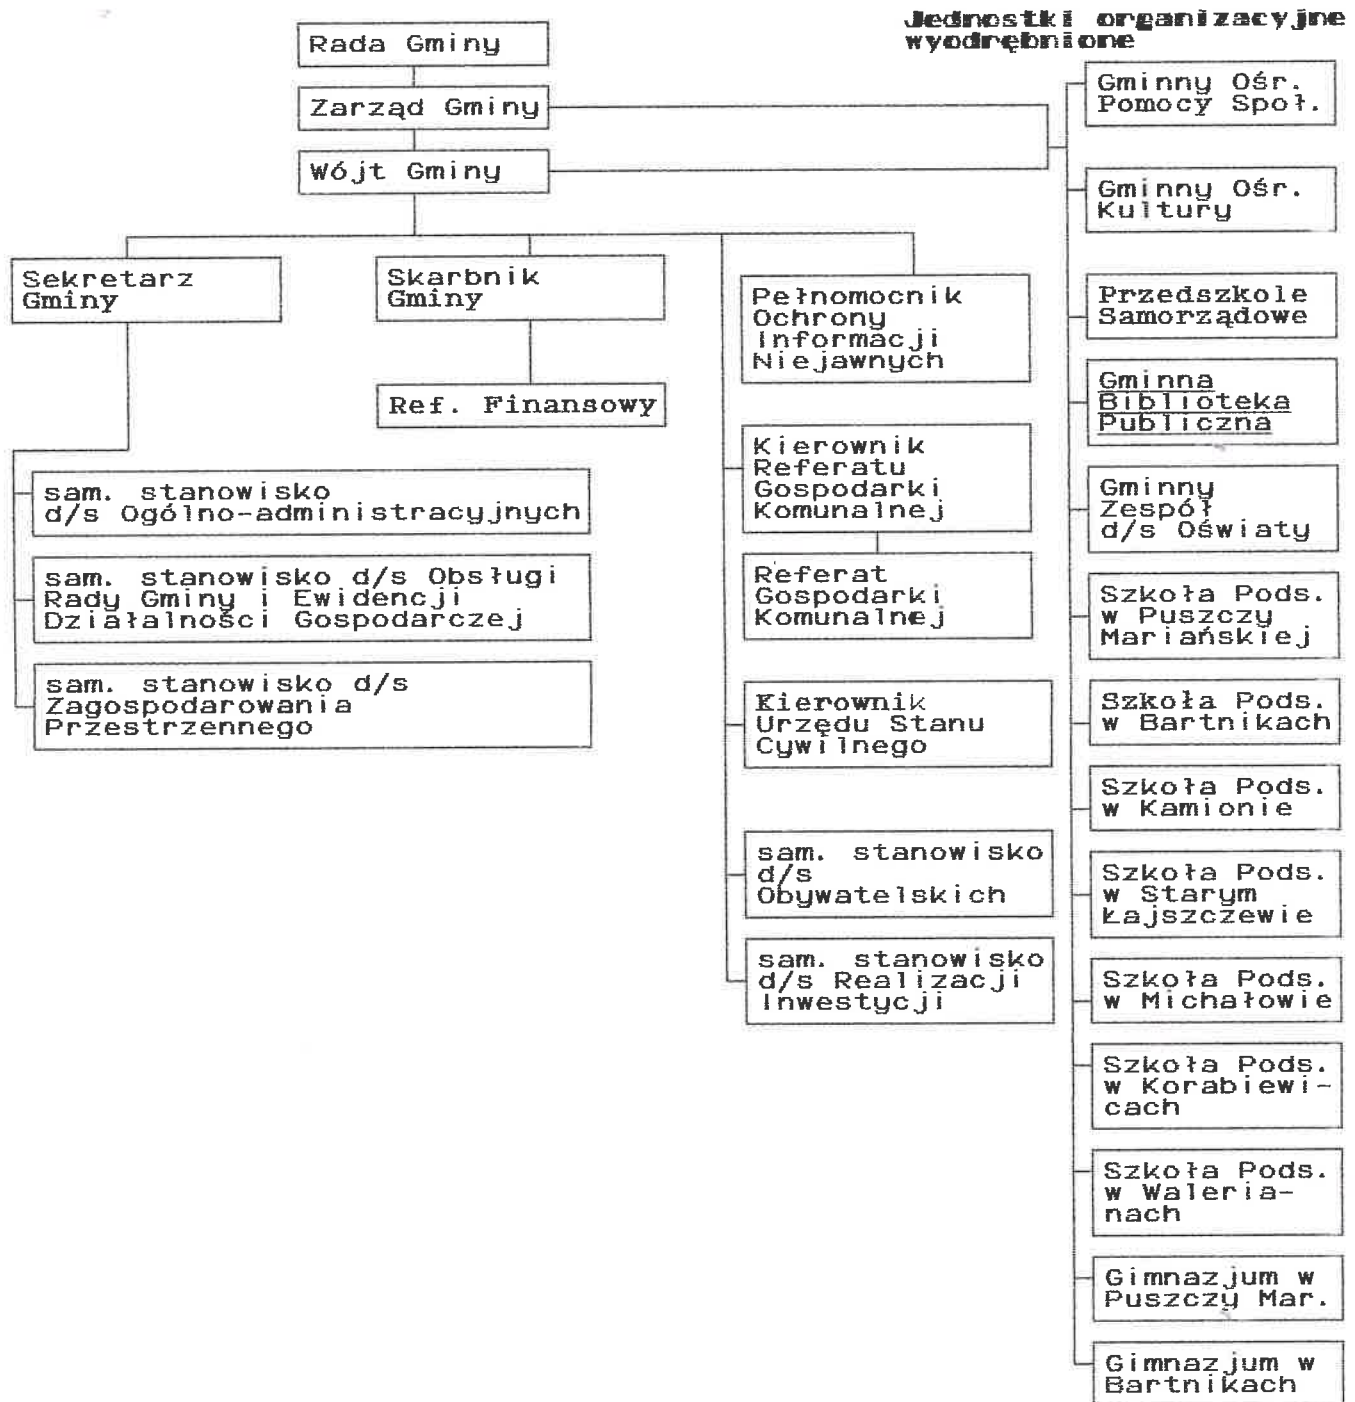 Jednostki organizacyjne
wyodrębnione
Rada Gminy
Zarząd Gminy
Wójt Gminy
Sekretarz
Gminy
Skarbnik
Gminy
Ref. Finansowy
sam. stanowisko
d/s Ogólno-administracyjnych
sam. stanowisko d/s Obsługi
Rady Gminy i Ewidencji
Działalności Gospodarczej
sam. stanowisko d/s
Zagospodarowania
Przestrzennego
Pełnomocnik
Ochrony
Informacji
Niejawnych
Kierownik
Referatu
Gospodarki
Komunalnej
Referat
Gospodarki
Komunalnej
Kierownik
Urzędu Stanu
Cywilnego
sam. stanowisko
d/s
Obywatelskich
sam. stanowisko
d/s Realizacji
Inwestycji
Gminny Ośr.
Pomocy Społ.
Gminny Ośr.
Kultury
Przedszkole
Samorządowe
Gminna
Biblioteka
Publiczna
Gminny
Zespół
d/s Oświaty
Szkoła Pods.
w Puszczy
Mariańskiej
Szkoła Pods.
w Bartnikach
Szkoła Pods.
w Kamionie
Szkoła Pods.
w Starym
Łajszczewie
Szkoła Pods.
w Michałowie
Szkoła Pods.
w Korabiewi-
cach
Szkoła Pods.
w Waleria-
nach
Gimnazjum w
Puszczy Mar.
Gimnazjum w
Bartnikach